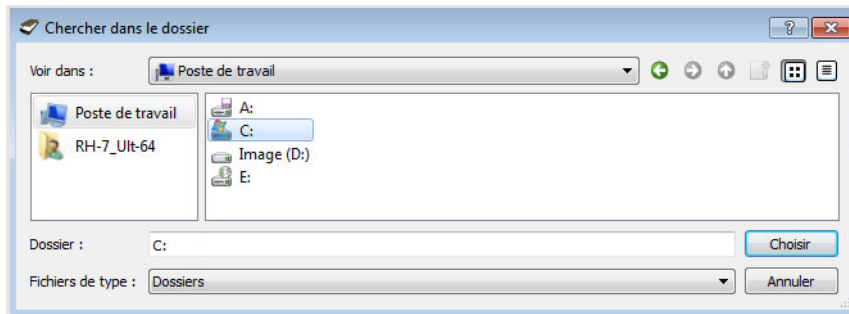 Chercher dans le dossier
Voir dans :
Poste de travail
Poste de travail
RH-7_Ult-64
A:
C:
Image (D:)
E:
Dossier :
C:
Choisir
Fichiers de type :
Dossiers
Annuler